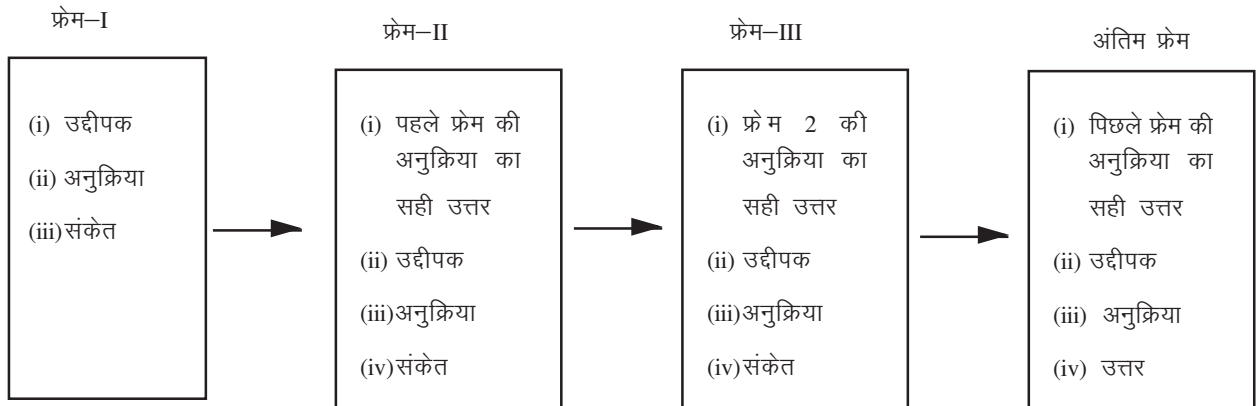 फ्रेम–I
(i) उद्दीपक
(ii) अनुक्रिया
(iii) संकेत
फ्रेम–II
(i) पहले फ्रेम की
अनुक्रिया का
सही उत्तर
(ii) उद्दीपक
(iii) अनुक्रिया
(iv) संकेत
फ्रेम–III
(i) फ्रेम 2 की
अनुक्रिया का
सही उत्तर
(ii) उद्दीपक
(iii) अनुक्रिया
(iv) संकेत
अंतिम फ्रेम
(i) पिछले फ्रेम की
अनुक्रिया का
सही उत्तर
(ii) उद्दीपक
(iii) अनुक्रिया
(iv) उत्तर